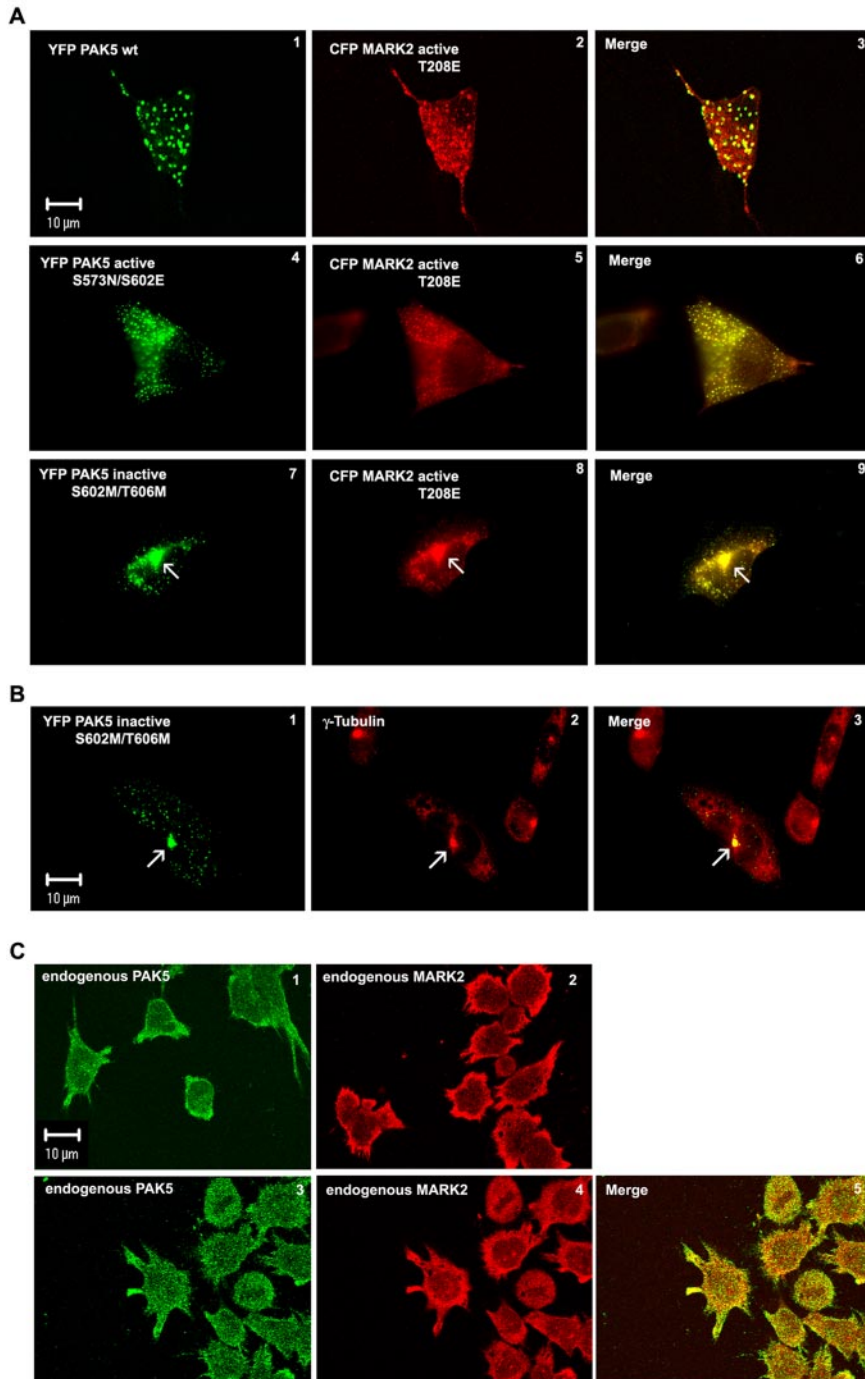 A
YFP PAK5 wt
1
CFP MARK2 active
T208E
2
Merge
3
10 µm
YFP PAK5 active
S573N/S602E
4
CFP MARK2 active
T208E
5
Merge
6
YFP PAK5 inactive
S602M/T606M
7
CFP MARK2 active
T208E
8
Merge
9
B
YFP PAK5 inactive
S602M/T606M
1
γ-Tubulin
2
Merge
3
10 µm
C
endogenous PAK5
1
endogenous MARK2
2
10 µm
endogenous PAK5
3
endogenous MARK2
4
Merge
5